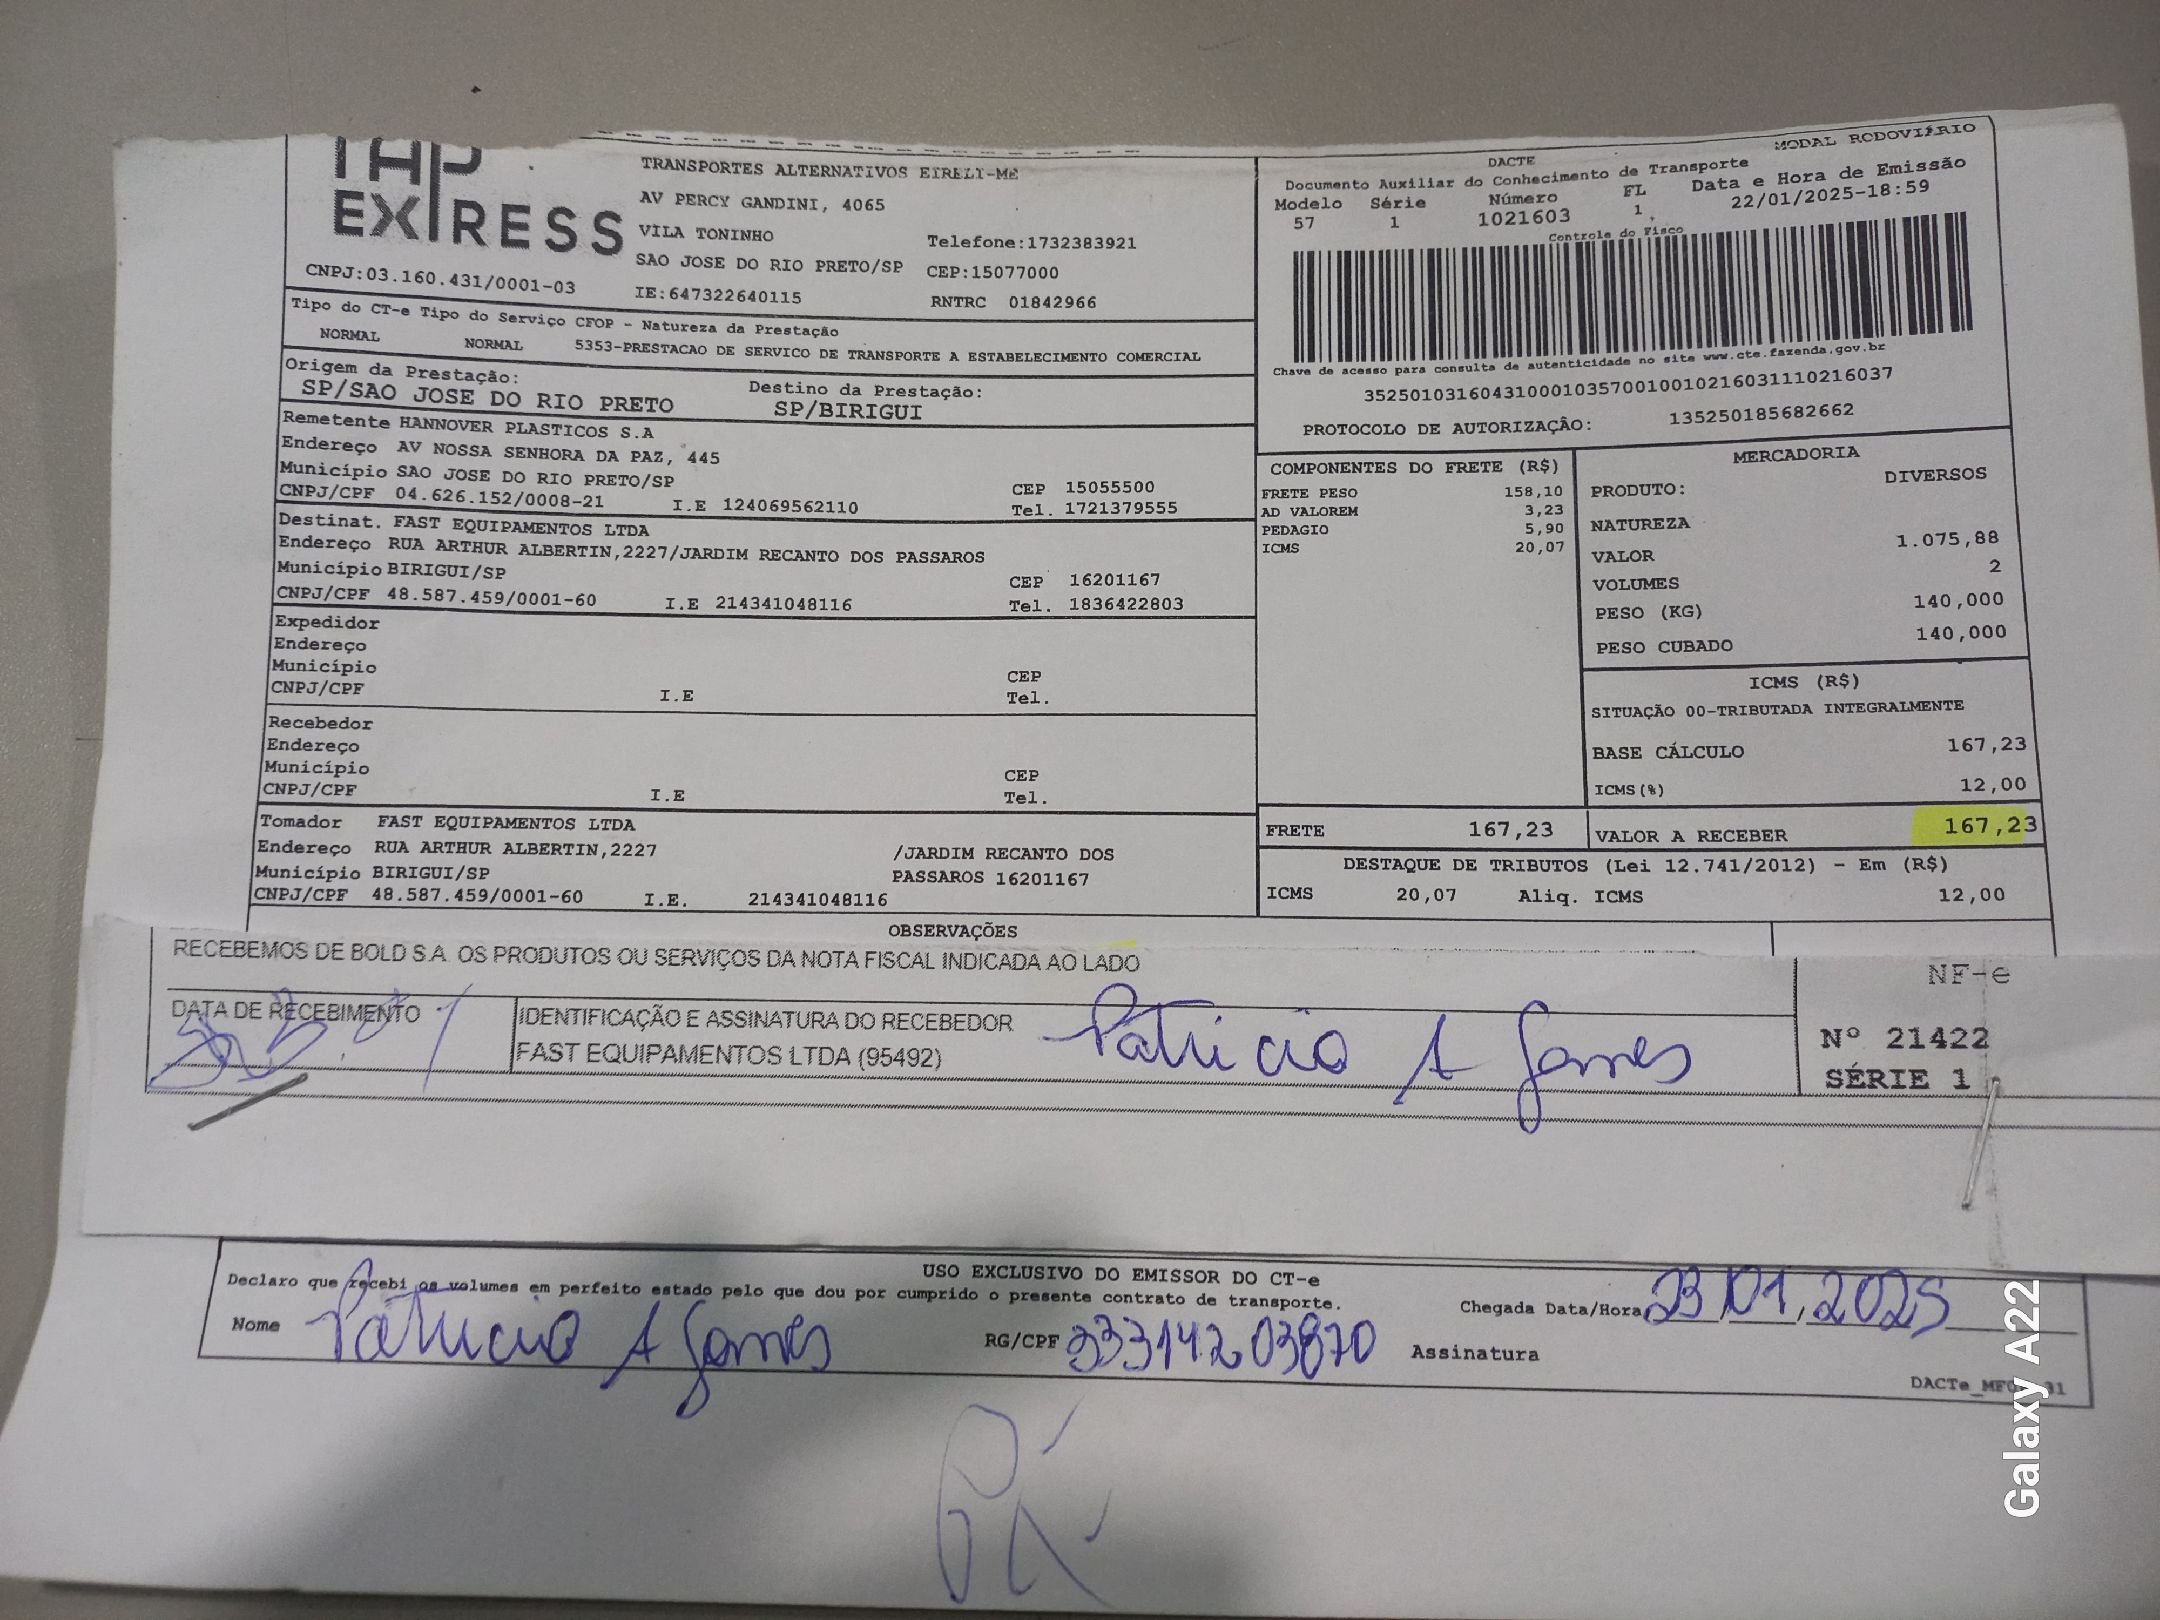 TAP
EXPRESS
TRANSPORTES ALTERNATIVOS EIRELI-ME
AV PERCY GANDINI, 4065
VILA TONINHO Telefone:1732383921
SAO JOSE DO RIO PRETO/SP CEP:15077000
CNPJ:03.160.431/0001-03 IE:647322640115 RNTRC 01842966
MODAL RODOVIÁRIO
DACTE
Documento Auxiliar do Conhecimento de Transporte
Modelo Série Número FL Data e Hora de Emissão
57 1 1021603 1 22/01/2025-18:59
Controle do Fisco
Chave de acesso para consulta de autenticidade no site www.cte.fazenda.gov.br
35250103160431000103570010010216031110216037
PROTOCOLO DE AUTORIZAÇÃO: 135250185682662
Tipo do CT-e Tipo do Serviço CFOP - Natureza da Prestação
NORMAL NORMAL 5353-PRESTACAO DE SERVICO DE TRANSPORTE A ESTABELECIMENTO COMERCIAL
Origem da Prestação: Destino da Prestação:
SP/SAO JOSE DO RIO PRETO SP/BIRIGUI
Remetente HANNOVER PLASTICOS S.A
Endereço AV NOSSA SENHORA DA PAZ, 445
Município SAO JOSE DO RIO PRETO/SP CEP 15055500
CNPJ/CPF 04.626.152/0008-21 I.E 124069562110 Tel. 1721379555
Destinat. FAST EQUIPAMENTOS LTDA
Endereço RUA ARTHUR ALBERTIN,2227/JARDIM RECANTO DOS PASSAROS
Município BIRIGUI/SP CEP 16201167
CNPJ/CPF 48.587.459/0001-60 I.E 214341048116 Tel. 1836422803
Expedidor
Endereço
Município CEP
CNPJ/CPF I.E Tel.
Recebedor
Endereço
Município CEP
CNPJ/CPF I.E Tel.
Tomador FAST EQUIPAMENTOS LTDA
Endereço RUA ARTHUR ALBERTIN,2227 /JARDIM RECANTO DOS
Município BIRIGUI/SP PASSAROS 16201167
CNPJ/CPF 48.587.459/0001-60 I.E. 214341048116
COMPONENTES DO FRETE (R$)
FRETE PESO 158,10
AD VALOREM 3,23
PEDAGIO 5,90
ICMS 20,07
MERCADORIA
PRODUTO: DIVERSOS
NATUREZA
VALOR 1.075,88
VOLUMES 2
PESO (KG) 140,000
PESO CUBADO 140,000
ICMS (R$)
SITUAÇÃO 00-TRIBUTADA INTEGRALMENTE
BASE CÁLCULO 167,23
ICMS(%) 12,00
FRETE 167,23 VALOR A RECEBER 167,23
DESTAQUE DE TRIBUTOS (Lei 12.741/2012) - Em (R$)
ICMS 20,07 Aliq. ICMS 12,00
OBSERVAÇÕES
RECEBEMOS DE BOLD S.A. OS PRODUTOS OU SERVIÇOS DA NOTA FISCAL INDICADA AO LADO
NF-e
DATA DE RECEBIMENTO IDENTIFICAÇÃO E ASSINATURA DO RECEBEDOR
FAST EQUIPAMENTOS LTDA (95492)
Patricia A Gomes
Nº 21422
SÉRIE 1
USO EXCLUSIVO DO EMISSOR DO CT-e
Declaro que recebi os volumes em perfeito estado pelo que dou por cumprido o presente contrato de transporte.
Chegada Data/Hora 23/01/2025
Nome Patricia A Gomes RG/CPF 33314203870 Assinatura
Galaxy A22